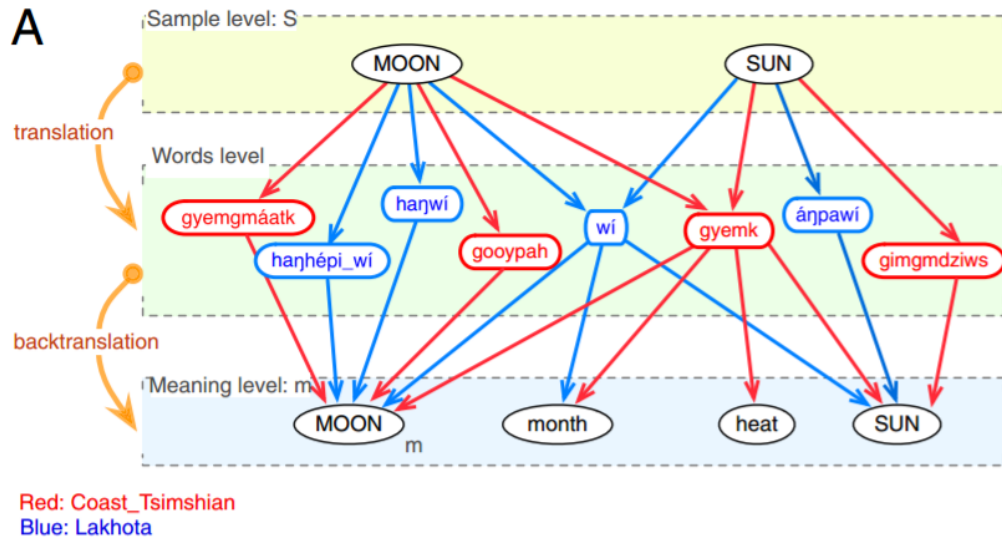 A
Sample level: S
MOON
SUN
translation
Words level
gyemgmáatk
haŋhépi_wí
haŋwí
gooypah
wí
gyemk
áŋpawí
gimgmdziws
backtranslation
Meaning level: m
MOON
month
heat
SUN
m
Red: Coast_Tsimshian
Blue: Lakhota